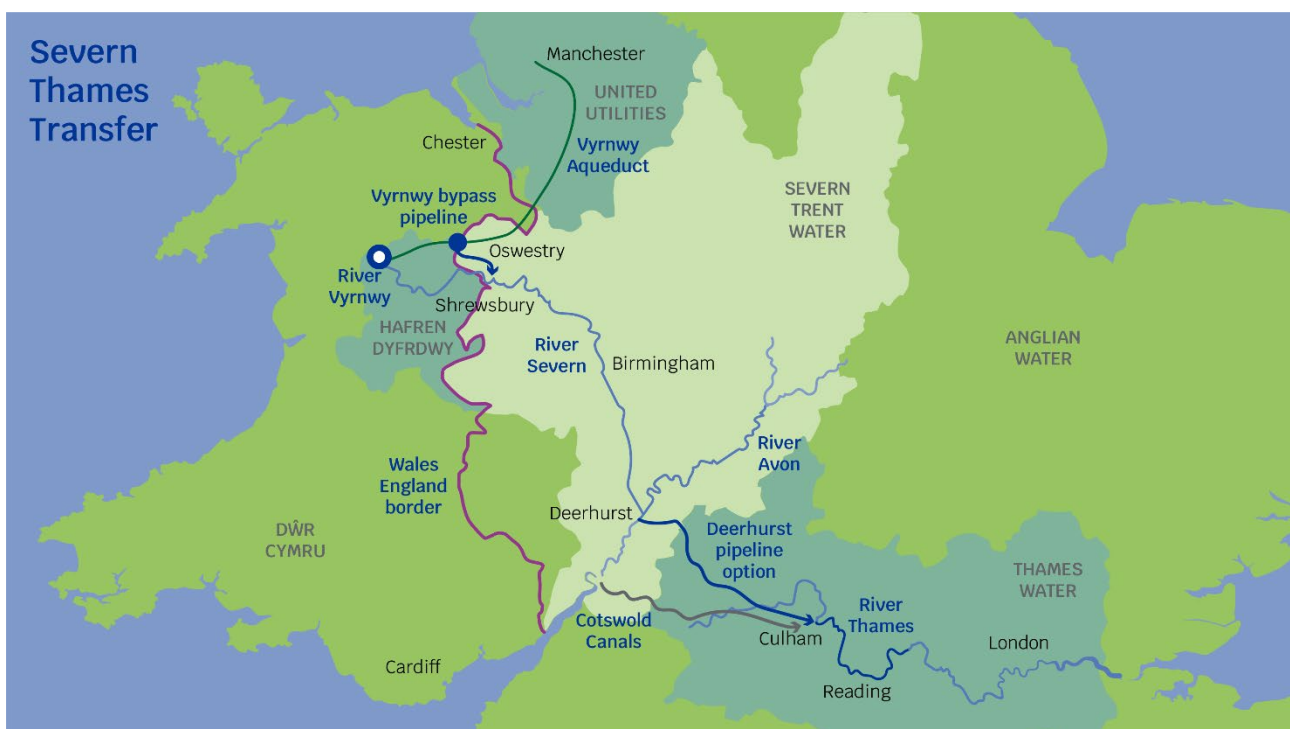 Severn
Thames
Transfer
Manchester
UNITED
UTILITIES
Chester
Vyrnwy
Aqueduct
Vyrnwy bypass
pipeline
SEVERN
TRENT
WATER
Oswestry
River
Vyrnwy
Shrewsbury
HAFREN
DYFRDWY
River
Severn
Birmingham
ANGLIAN
WATER
River
Avon
Wales
England
border
Deerhurst
Deerhurst
pipeline
option
DŴR
CYMRU
THAMES
WATER
Cotswold
Canals
Culham
River
Thames
London
Cardiff
Reading